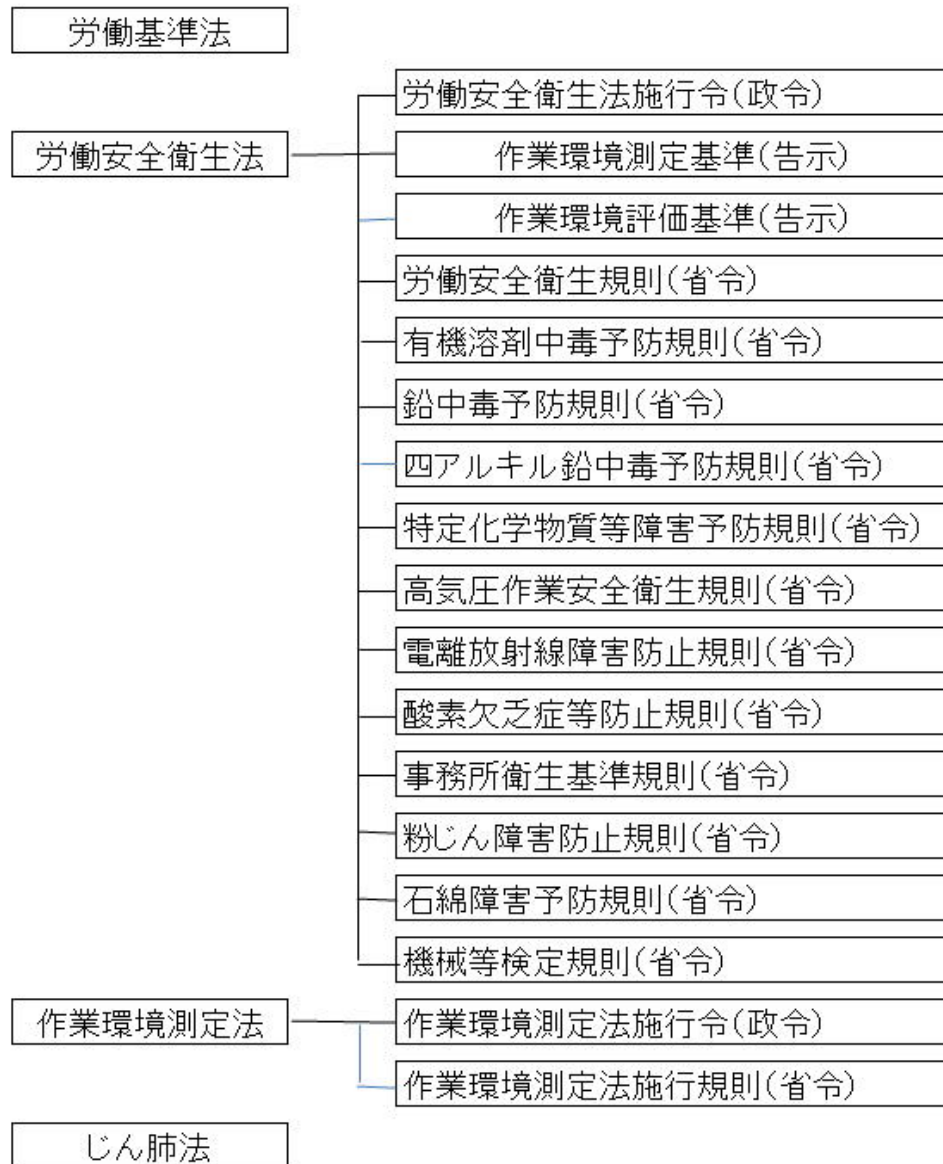 労働基準法
労働安全衛生法施行令(政令)
労働安全衛生法
作業環境測定基準(告示)
作業環境評価基準(告示)
労働安全衛生規則(省令)
有機溶剤中毒予防規則(省令)
鉛中毒予防規則(省令)
四アルキル鉛中毒予防規則(省令)
特定化学物質等障害予防規則(省令)
高気圧作業安全衛生規則(省令)
電離放射線障害防止規則(省令)
酸素欠乏症等防止規則(省令)
事務所衛生基準規則(省令)
粉じん障害防止規則(省令)
石綿障害予防規則(省令)
機械等検定規則(省令)
作業環境測定法
作業環境測定法施行令(政令)
作業環境測定法施行規則(省令)
じん肺法